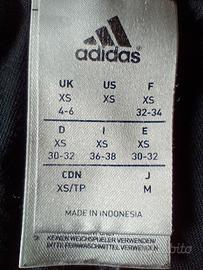 adidas
UK US F
XS XS XS
4-6 32-34
D I E
XS XS XS
30-32 36-38 30-32
CDN J
XS/TP M
MADE IN INDONESIA
KEINEN WEICHSPÜLER VERWENDEN/